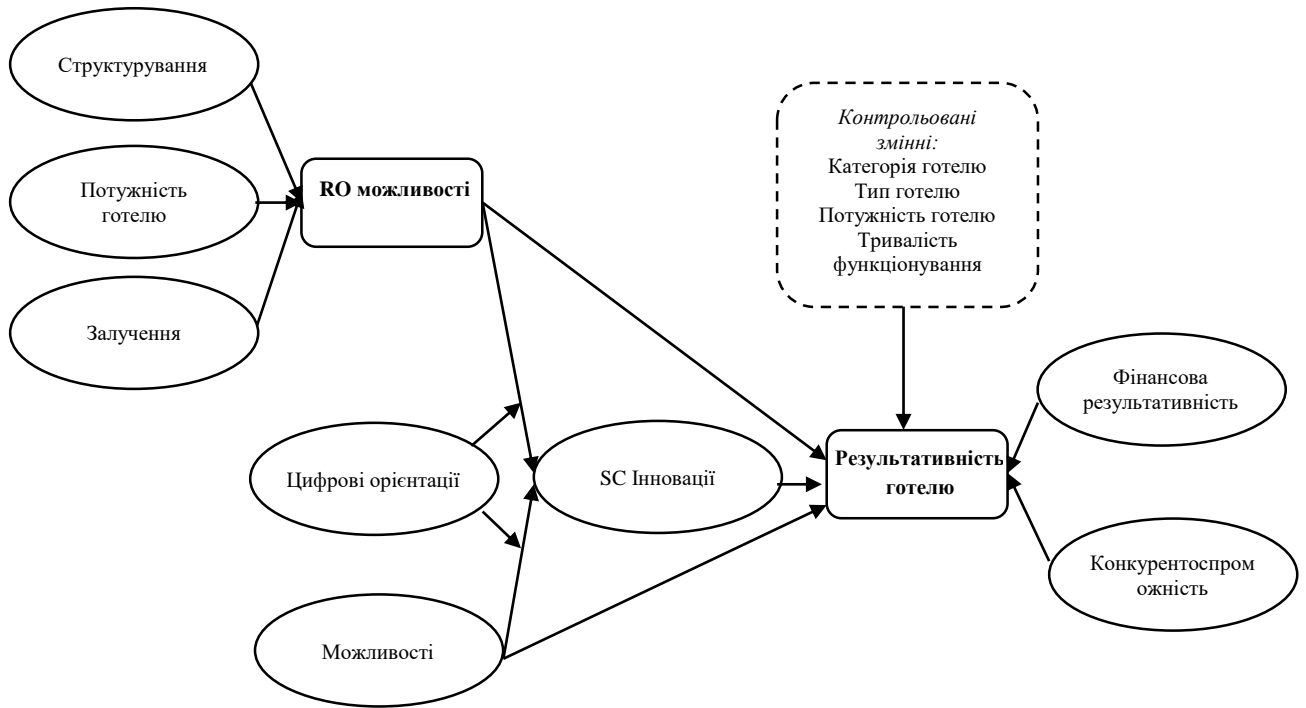 Структурування
Потужність
готелю
Залучення
RO можливості
Контрольовані
змінні:
Категорія готелю
Тип готелю
Потужність готелю
Тривалість
функціонування
Цифрові орієнтації
SC Інновації
Можливості
Результативність
готелю
Фінансова
результативність
Конкурентоспром
ожність